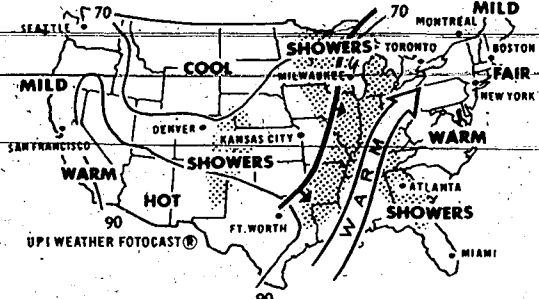 70
SEATTLE
MILD
70
MONTRÉAL
MILD
SHOWERS
TORONTO
BOSTON
COOL
MILWAUKEE
FAIR
NEW YORK
DENVER
KANSAS CITY
SAN FRANCISCO
SHOWERS
WARM
WARM
WARM
HOT
ATLANTA
SHOWERS
90
FT. WORTH
UPI WEATHER FOTOCAST ®
MIAMI
90